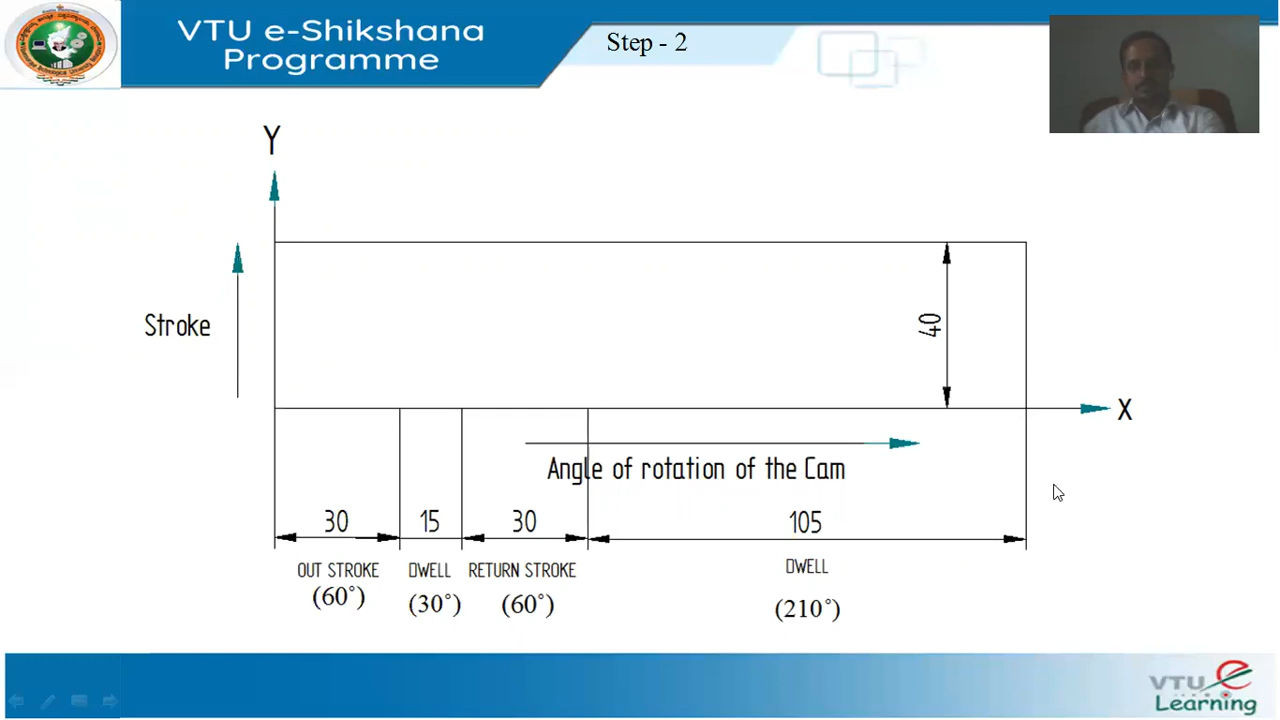 VTU e-Shikshana
Programme
Step - 2
Y
Stroke
40
X
Angle of rotation of the Cam
30 15 30 105
OUT STROKE DWELL RETURN STROKE DWELL
(60°) (30°) (60°) (210°)
VTU e
Learning